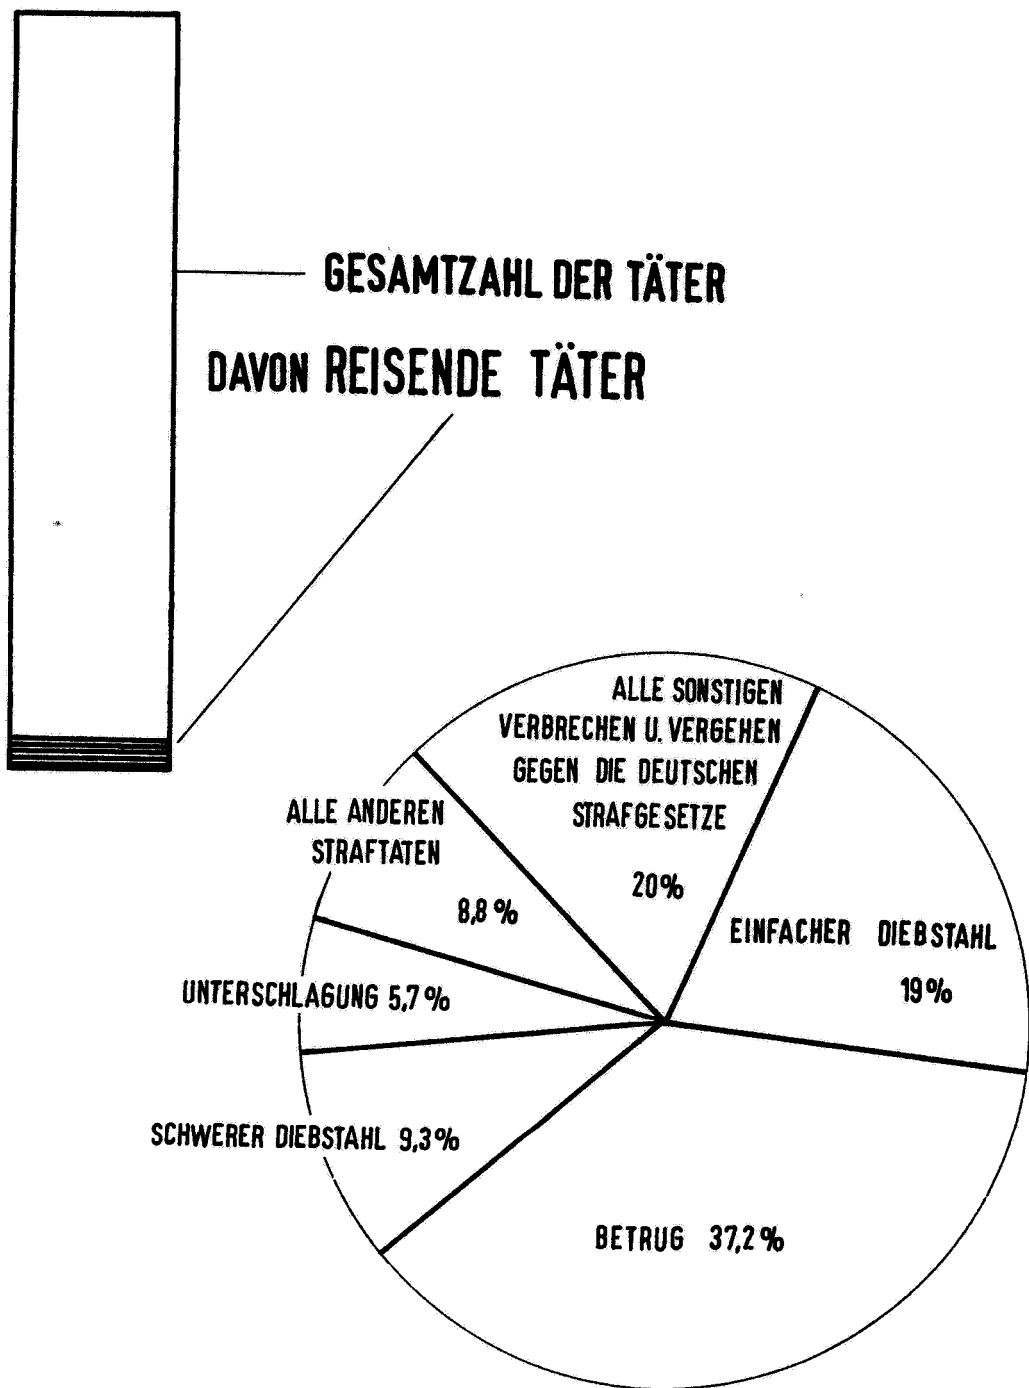 GESAMTZAHL DER TÄTER
DAVON REISENDE TÄTER
ALLE SONSTIGEN
VERBRECHEN U. VERGEHEN
GEGEN DIE DEUTSCHEN
STRAFGESETZE
20%
ALLE ANDEREN
STRAFTATEN
8,8%
EINFACHER DIEBSTAHL
19%
UNTERSCHLAGUNG 5,7%
SCHWERER DIEBSTAHL 9,3%
BETRUG 37,2%